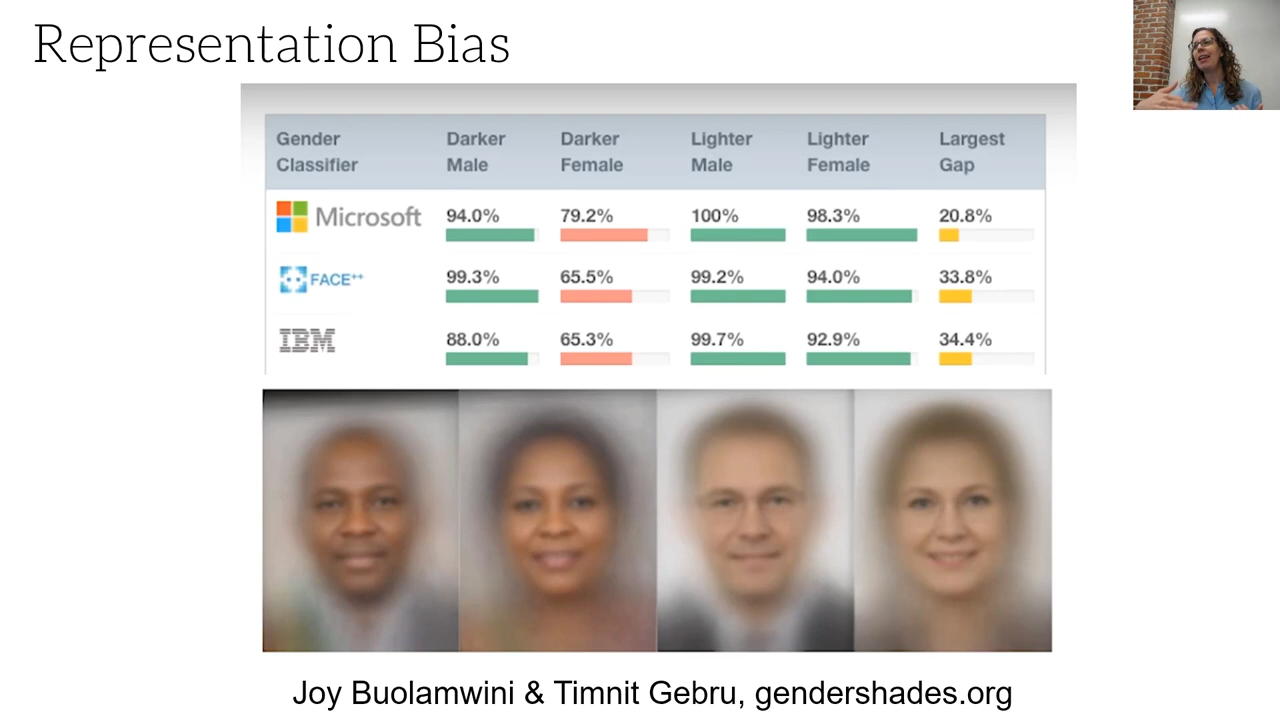 Representation Bias
Gender Classifier Darker Male Darker Female Lighter Male Lighter Female Largest Gap
Microsoft 94.0% 79.2% 100% 98.3% 20.8%
FACE++ 99.3% 65.5% 99.2% 94.0% 33.8%
IBM 88.0% 65.3% 99.7% 92.9% 34.4%
Joy Buolamwini & Timnit Gebru, gendershades.org